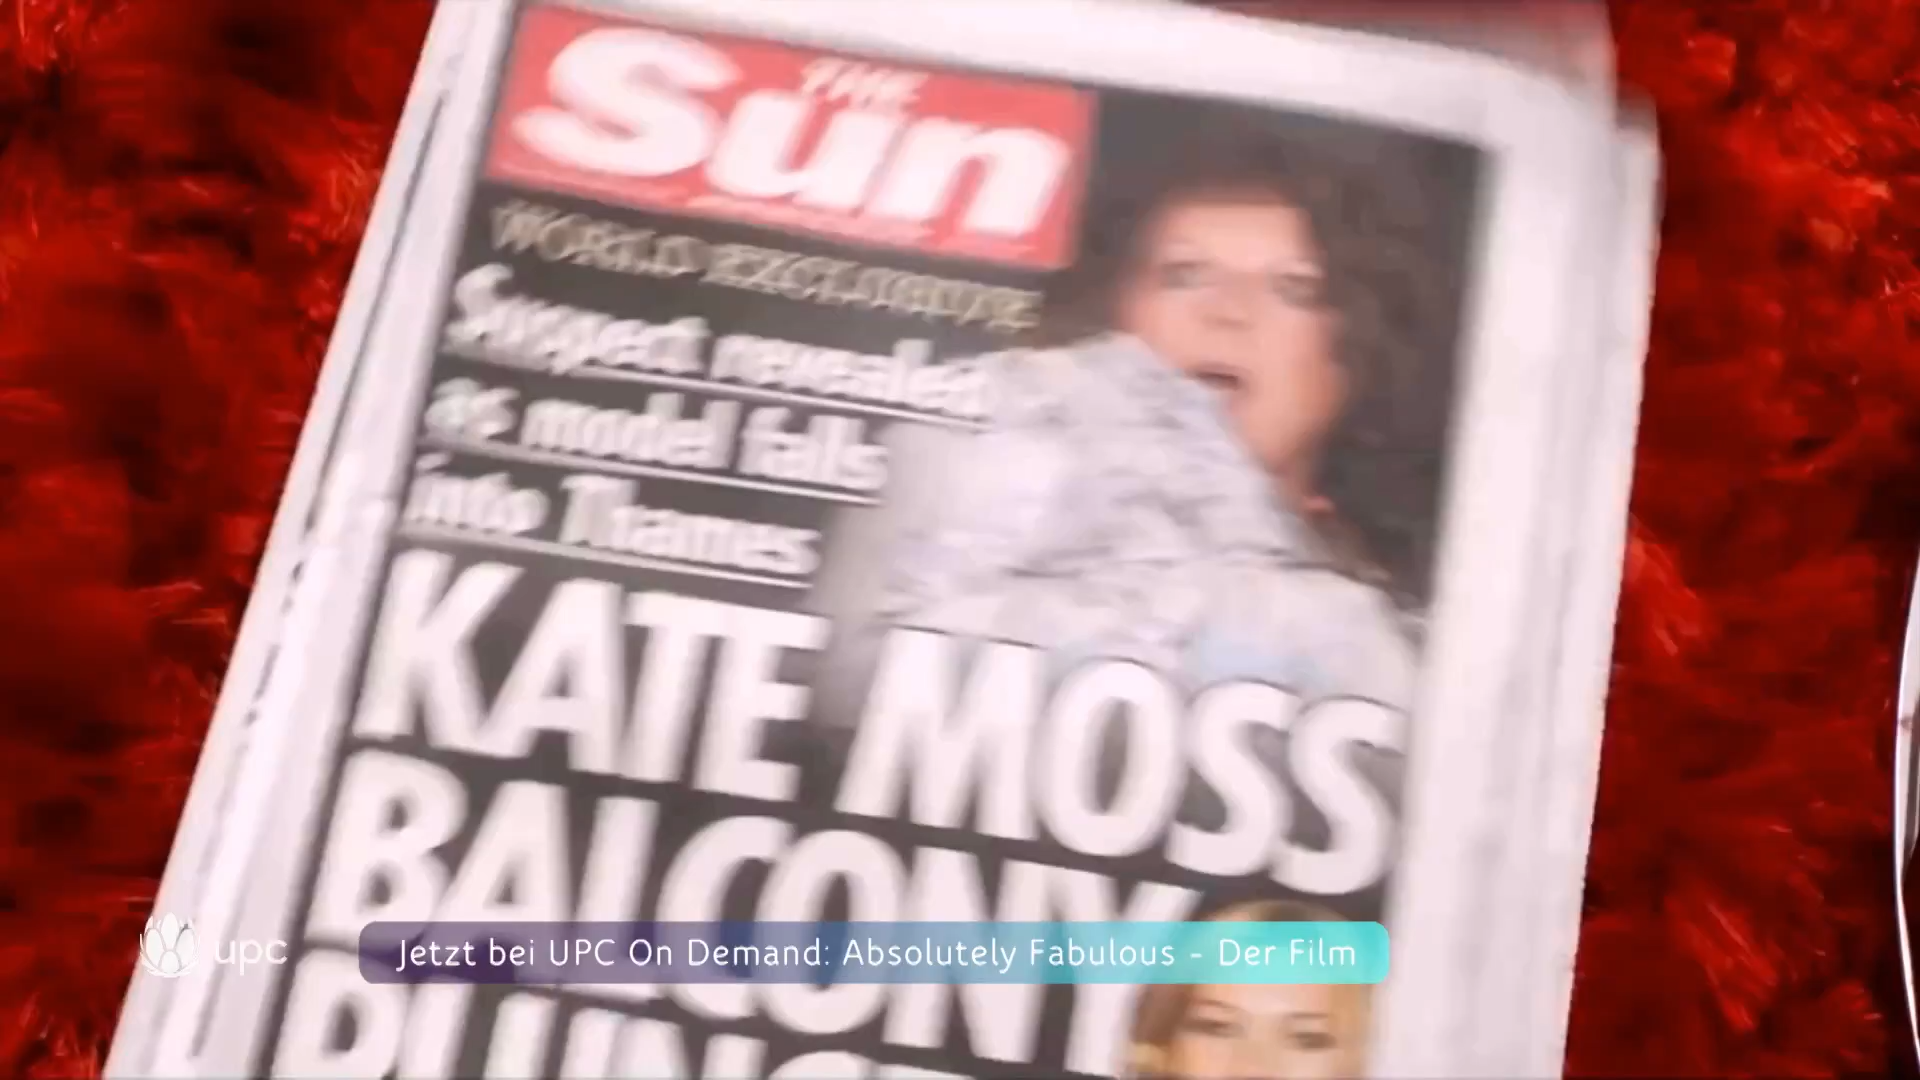 THE
Sun
WORLD EXCLUSIVE
Suspect revealed
as model falls
into Thames
KATE MOSS
BALCONY
upc
Jetzt bei UPC On Demand: Absolutely Fabulous - Der Film